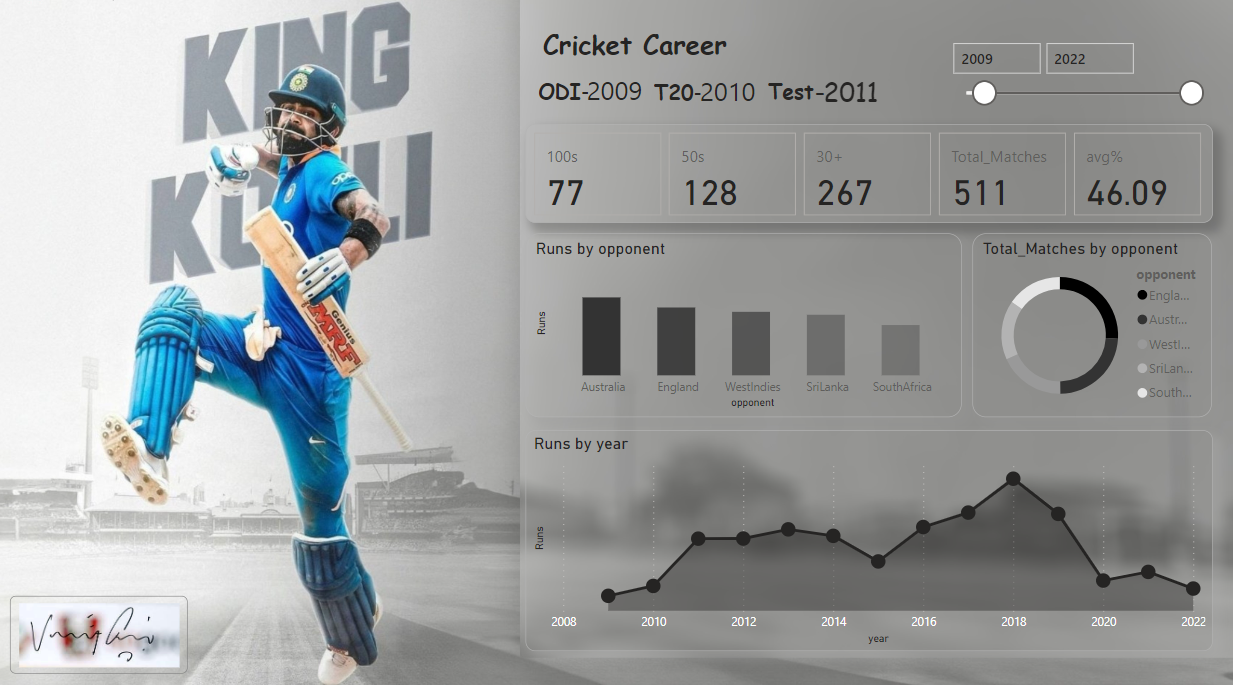 KING
KOHLI
Genius
MRF
Cricket Career
ODI-2009 T20-2010 Test-2011
2009 2022
100s 50s 30+ Total_Matches avg%
77 128 267 511 46.09
Runs by opponent
Runs
Australia England WestIndies SriLanka SouthAfrica
opponent
Total_Matches by opponent
opponent
Engla...
Austr...
WestI...
SriLan...
South...
Runs by year
Runs
2008 2010 2012 2014 2016 2018 2020 2022
year